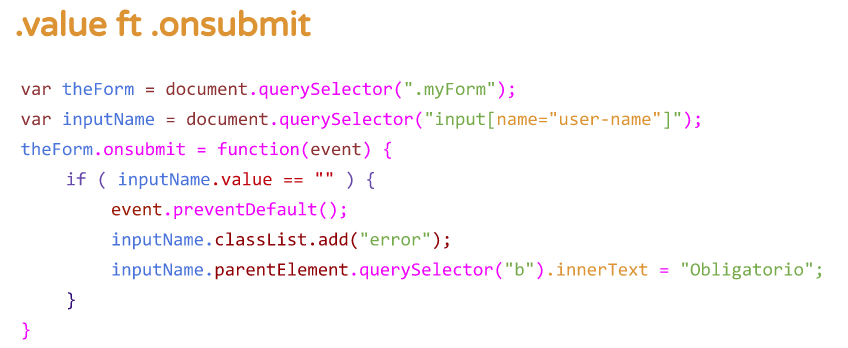 .value ft .onsubmit
var theForm = document.querySelector(".myForm");
var inputName = document.querySelector("input[name="user-name"]");
theForm.onsubmit = function(event) {
if ( inputName.value == "" ) {
event.preventDefault();
inputName.classList.add("error");
inputName.parentElement.querySelector("b").innerText = "Obligatorio";
}
}